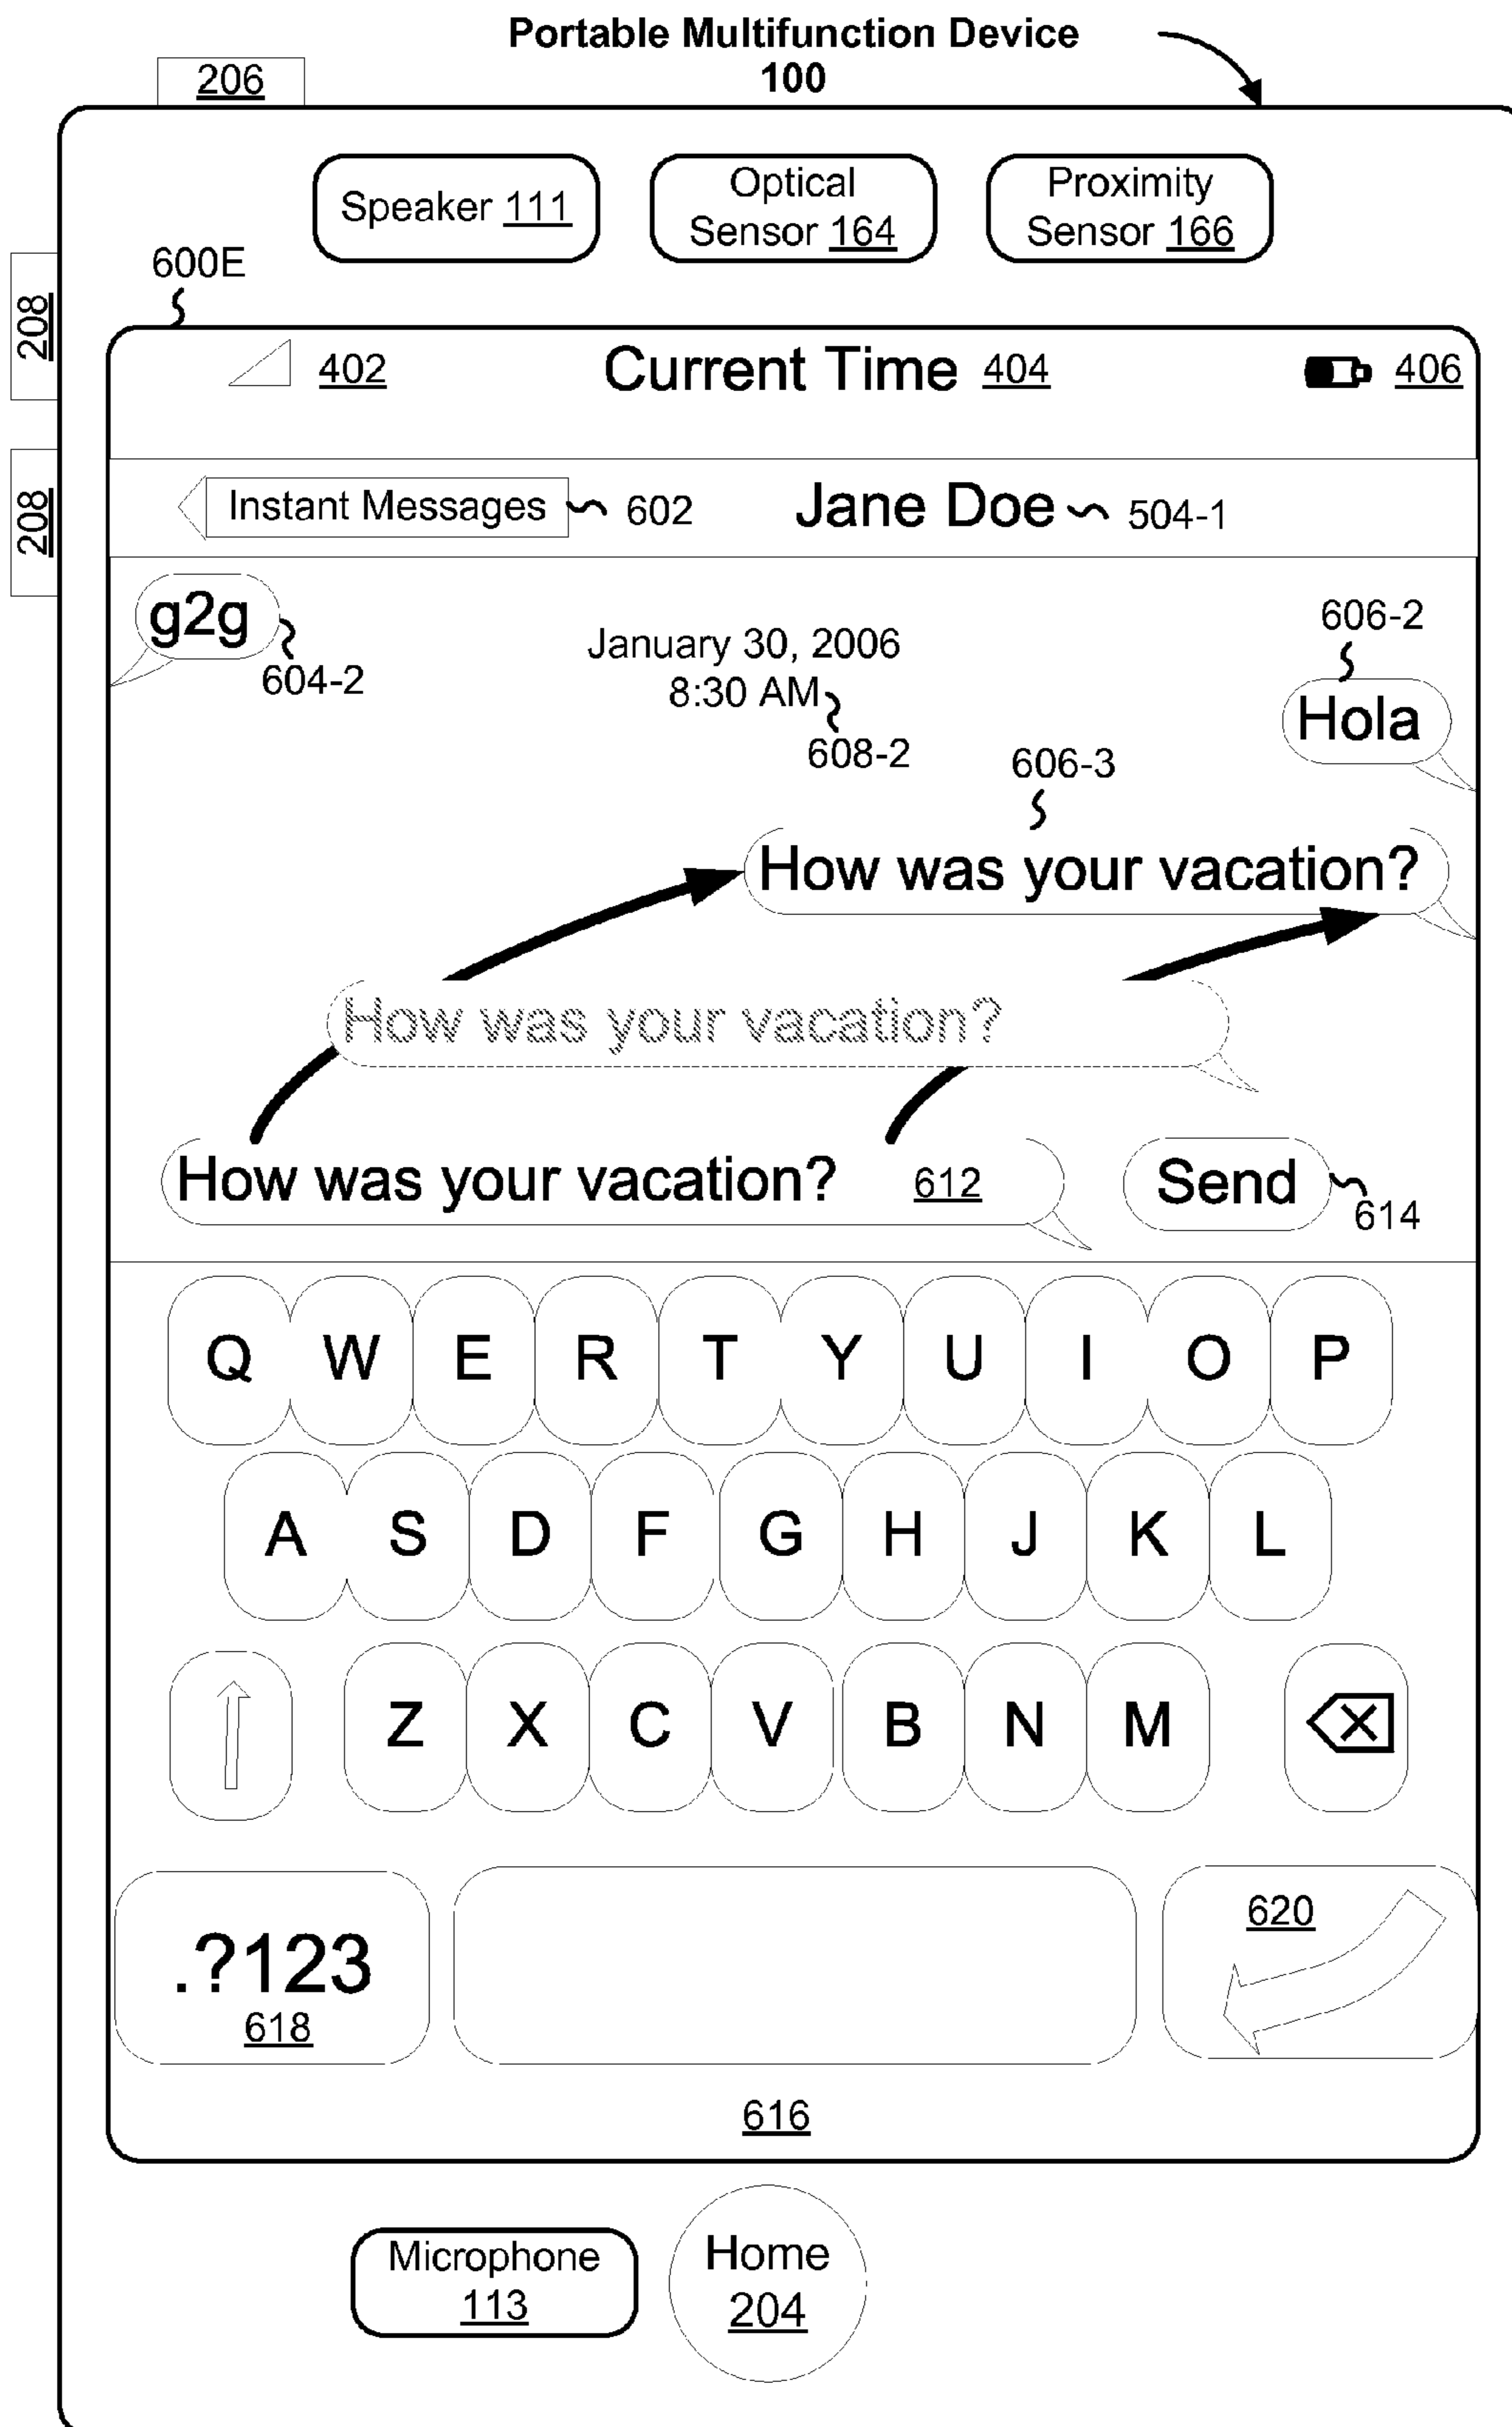 Portable Multifunction Device
100
206
Speaker 111
Optical
Sensor 164
Proximity
Sensor 166
600E
208
208
402
Current Time 404
406
Instant Messages 602
Jane Doe 504-1
g2g
604-2
January 30, 2006
8:30 AM
608-2
606-2
Hola
606-3
How was your vacation?
How was your vacation?
How was your vacation? 612
Send
614
Q W E R T Y U I O P
A S D F G H J K L
Z X C V B N M
.?123
618
620
616
Microphone
113
Home
204